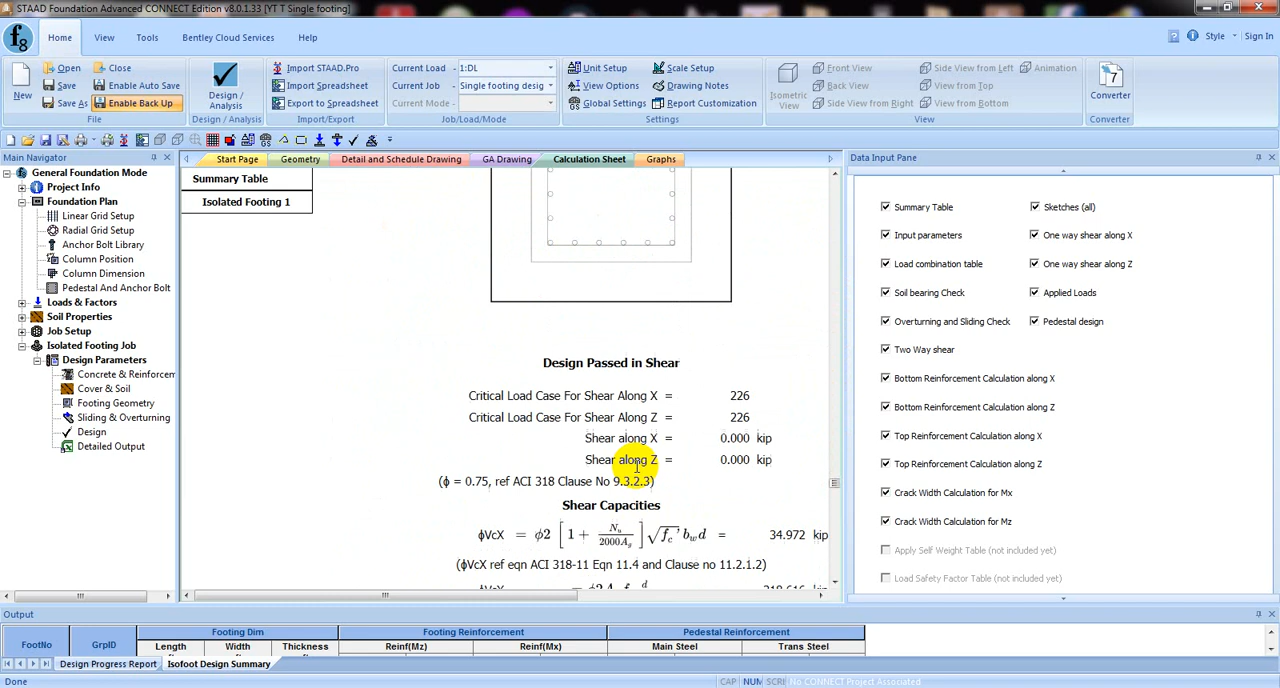 STAAD Foundation Advanced CONNECT Edition v8.0.1.33 [YT T Single footing]
f8
Home View Tools Bentley Cloud Services Help
Style Sign In
New Open Save Save As Close Enable Auto Save Enable Back Up
File
Design / Analysis
Design / Analysis
Import STAAD.Pro
Import Spreadsheet
Export to Spreadsheet
Import/Export
Current Load 1:DL
Current Job Single footing desig
Current Mode
Job/Load/Mode
Unit Setup Scale Setup
View Options Drawing Notes
Global Settings Report Customization
Settings
Isometric View
Front View Side View from Left Animation
Back View View from Top
Side View from Right View from Bottom
View
7
Converter
Converter
Main Navigator
General Foundation Mode
Project Info
Foundation Plan
Linear Grid Setup
Radial Grid Setup
Anchor Bolt Library
Column Position
Column Dimension
Pedestal And Anchor Bolt
Loads & Factors
Soil Properties
Job Setup
Isolated Footing Job
Design Parameters
Concrete & Reinforcem
Cover & Soil
Footing Geometry
Sliding & Overturning
Design
Detailed Output
Start Page Geometry Detail and Schedule Drawing GA Drawing Calculation Sheet Graphs
Summary Table
Isolated Footing 1
Design Passed in Shear
Critical Load Case For Shear Along X = 226
Critical Load Case For Shear Along Z = 226
Shear along X = 0.000 kip
Shear along Z = 0.000 kip
(ϕ = 0.75, ref ACI 318 Clause No 9.3.2.3)
Shear Capacities
ϕVcX = ϕ2 [1 + Nu/2000Ag] √fc' bw d = 34.972 kip
(ϕVcX ref eqn ACI 318-11 Eqn 11.4 and Clause no 11.2.1.2)
Data Input Pane
Summary Table Sketches (all)
Input parameters One way shear along X
Load combination table One way shear along Z
Soil bearing Check Applied Loads
Overturning and Sliding Check Pedestal design
Two Way shear
Bottom Reinforcement Calculation along X
Bottom Reinforcement Calculation along Z
Top Reinforcement Calculation along X
Top Reinforcement Calculation along Z
Crack Width Calculation for Mx
Crack Width Calculation for Mz
Apply Self Weight Table (not included yet)
Load Safety Factor Table (not included yet)
Output
FootNo GrpID Footing Dim Footing Reinforcement Pedestal Reinforcement
Length Width Thickness Reinf(Mz) Reinf(Mx) Main Steel Trans Steel
Design Progress Report Isofoot Design Summary
Done CAP NUM SCRI No CONNECT Project Associated